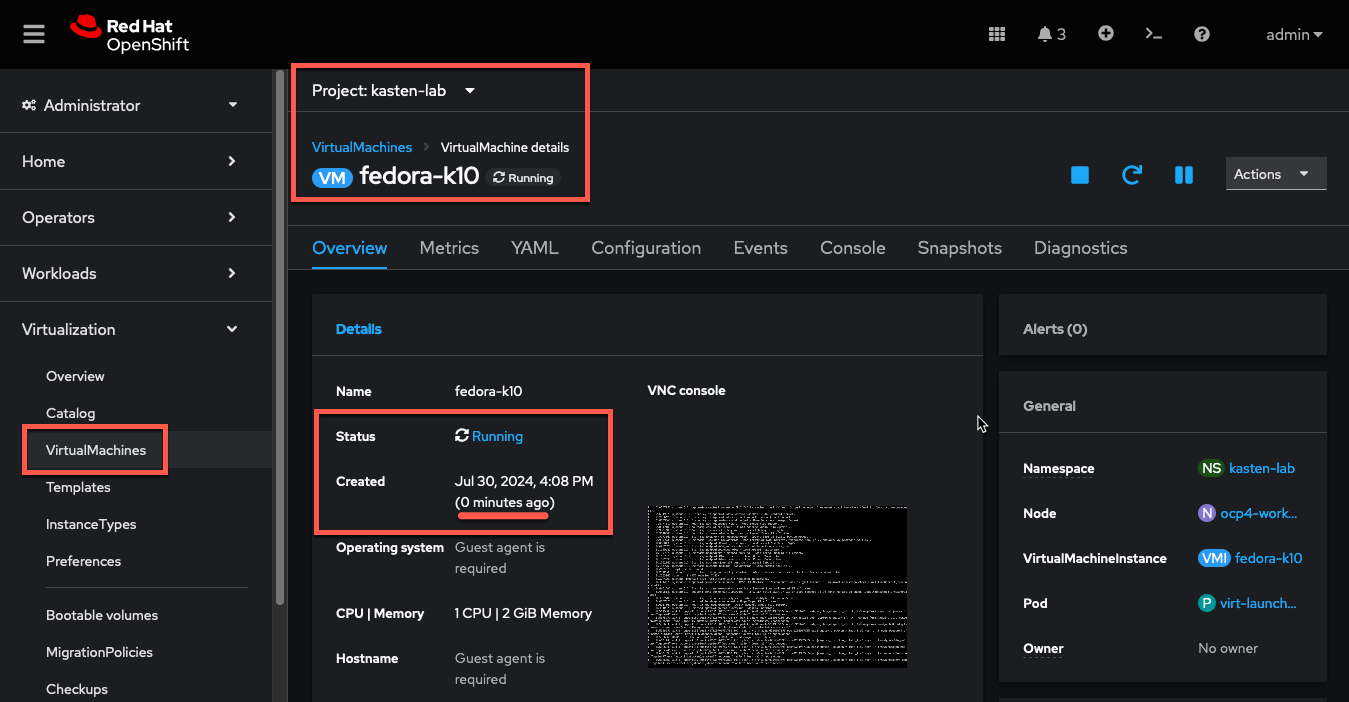 Red Hat
OpenShift
3
admin
Administrator
Home
Operators
Workloads
Virtualization
Overview
Catalog
VirtualMachines
Templates
InstanceTypes
Preferences
Bootable volumes
MigrationPolicies
Checkups
Project: kasten-lab
VirtualMachines
VirtualMachine details
VM fedora-k10 Running
Actions
Overview Metrics YAML Configuration Events Console Snapshots Diagnostics
Details
Name fedora-k10
Status Running
Created Jul 30, 2024, 4:08 PM
(0 minutes ago)
Operating system Guest agent is
required
CPU | Memory 1 CPU | 2 GiB Memory
Hostname Guest agent is
required
VNC console
Alerts (0)
General
Namespace NS kasten-lab
Node N ocp4-work...
VirtualMachineInstance VMI fedora-k10
Pod P virt-launch...
Owner No owner